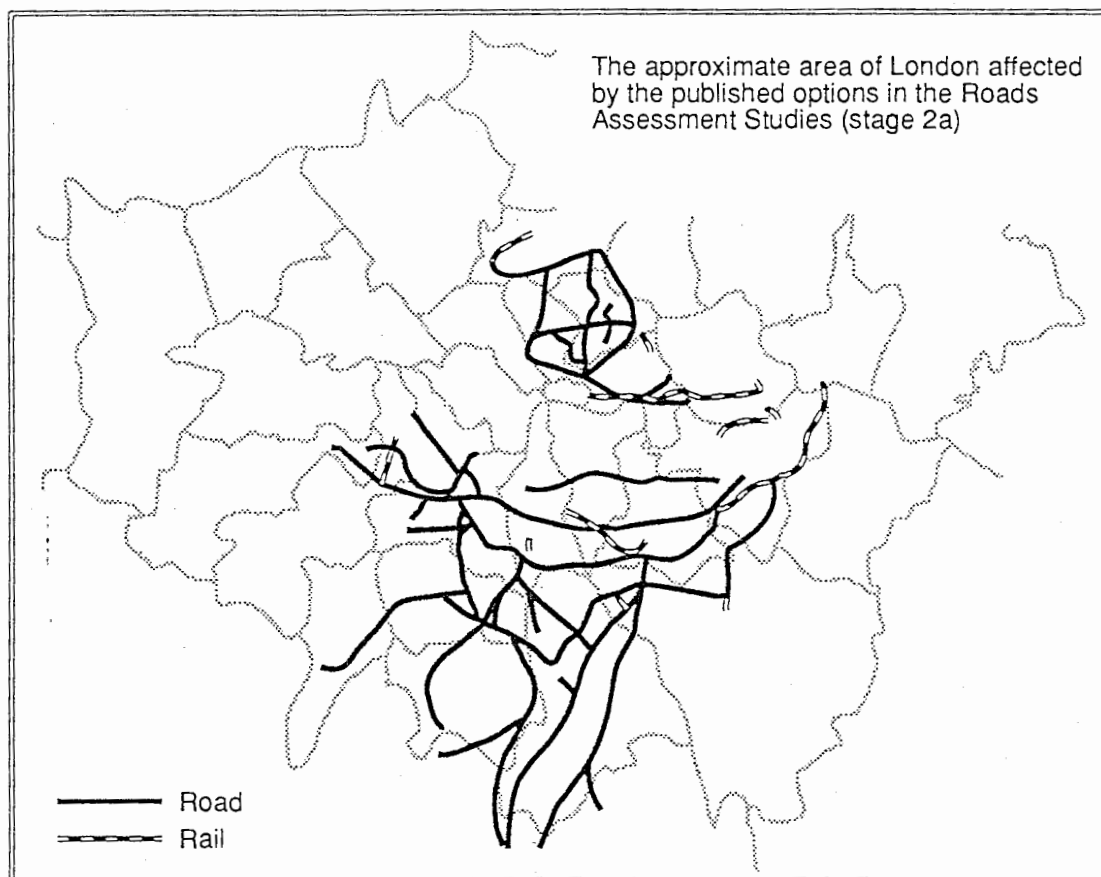 The approximate area of London affected
by the published options in the Roads
Assessment Studies (stage 2a)
Road
Rail